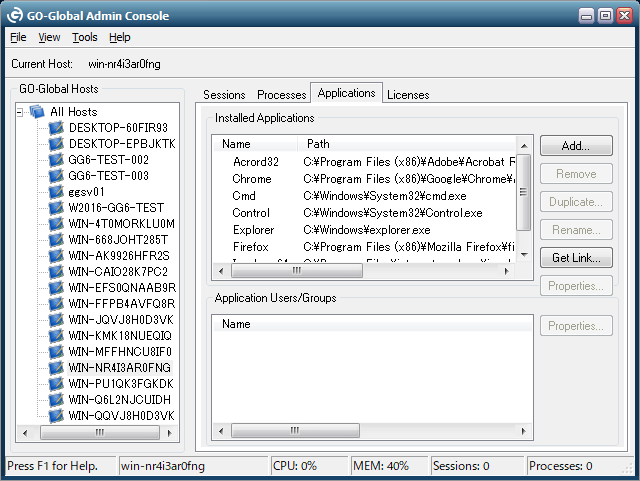 GO-Global Admin Console
File View Tools Help
Current Host: win-nr4i3ar0fng
GO-Global Hosts
All Hosts
DESKTOP-60FIR93
DESKTOP-EPBJKTK
GG6-TEST-002
GG6-TEST-003
ggsv01
W2016-GG6-TEST
WIN-4T0MORKLU0M
WIN-668JOHT285T
WIN-AK9926HFR2S
WIN-CAIO28K7PC2
WIN-EFS0QNAAB9R
WIN-FFPB4AVFQ8R
WIN-JQVJ8H0D3VK
WIN-KMK18NUEQIQ
WIN-MFFHNCU8IF0
WIN-NR4I3AR0FNG
WIN-PU1QK3FGKDK
WIN-Q6L2NJCUIDH
WIN-QQVJ8H0D3VK
Sessions Processes Applications Licenses
Installed Applications
Name Path
Acrord32 C:¥Program Files (x86)¥Adobe¥Acrobat R
Chrome C:¥Program Files (x86)¥Google¥Chrome¥
Cmd C:¥Windows¥System32¥cmd.exe
Control C:¥Windows¥System32¥Control.exe
Explorer C:¥Windows¥explorer.exe
Firefox C:¥Program Files (x86)¥Mozilla Firefox¥fi
Add...
Remove
Duplicate...
Rename...
Get Link...
Properties...
Application Users/Groups
Name
Properties...
Press F1 for Help. win-nr4i3ar0fng CPU: 0% MEM: 40% Sessions: 0 Processes: 0